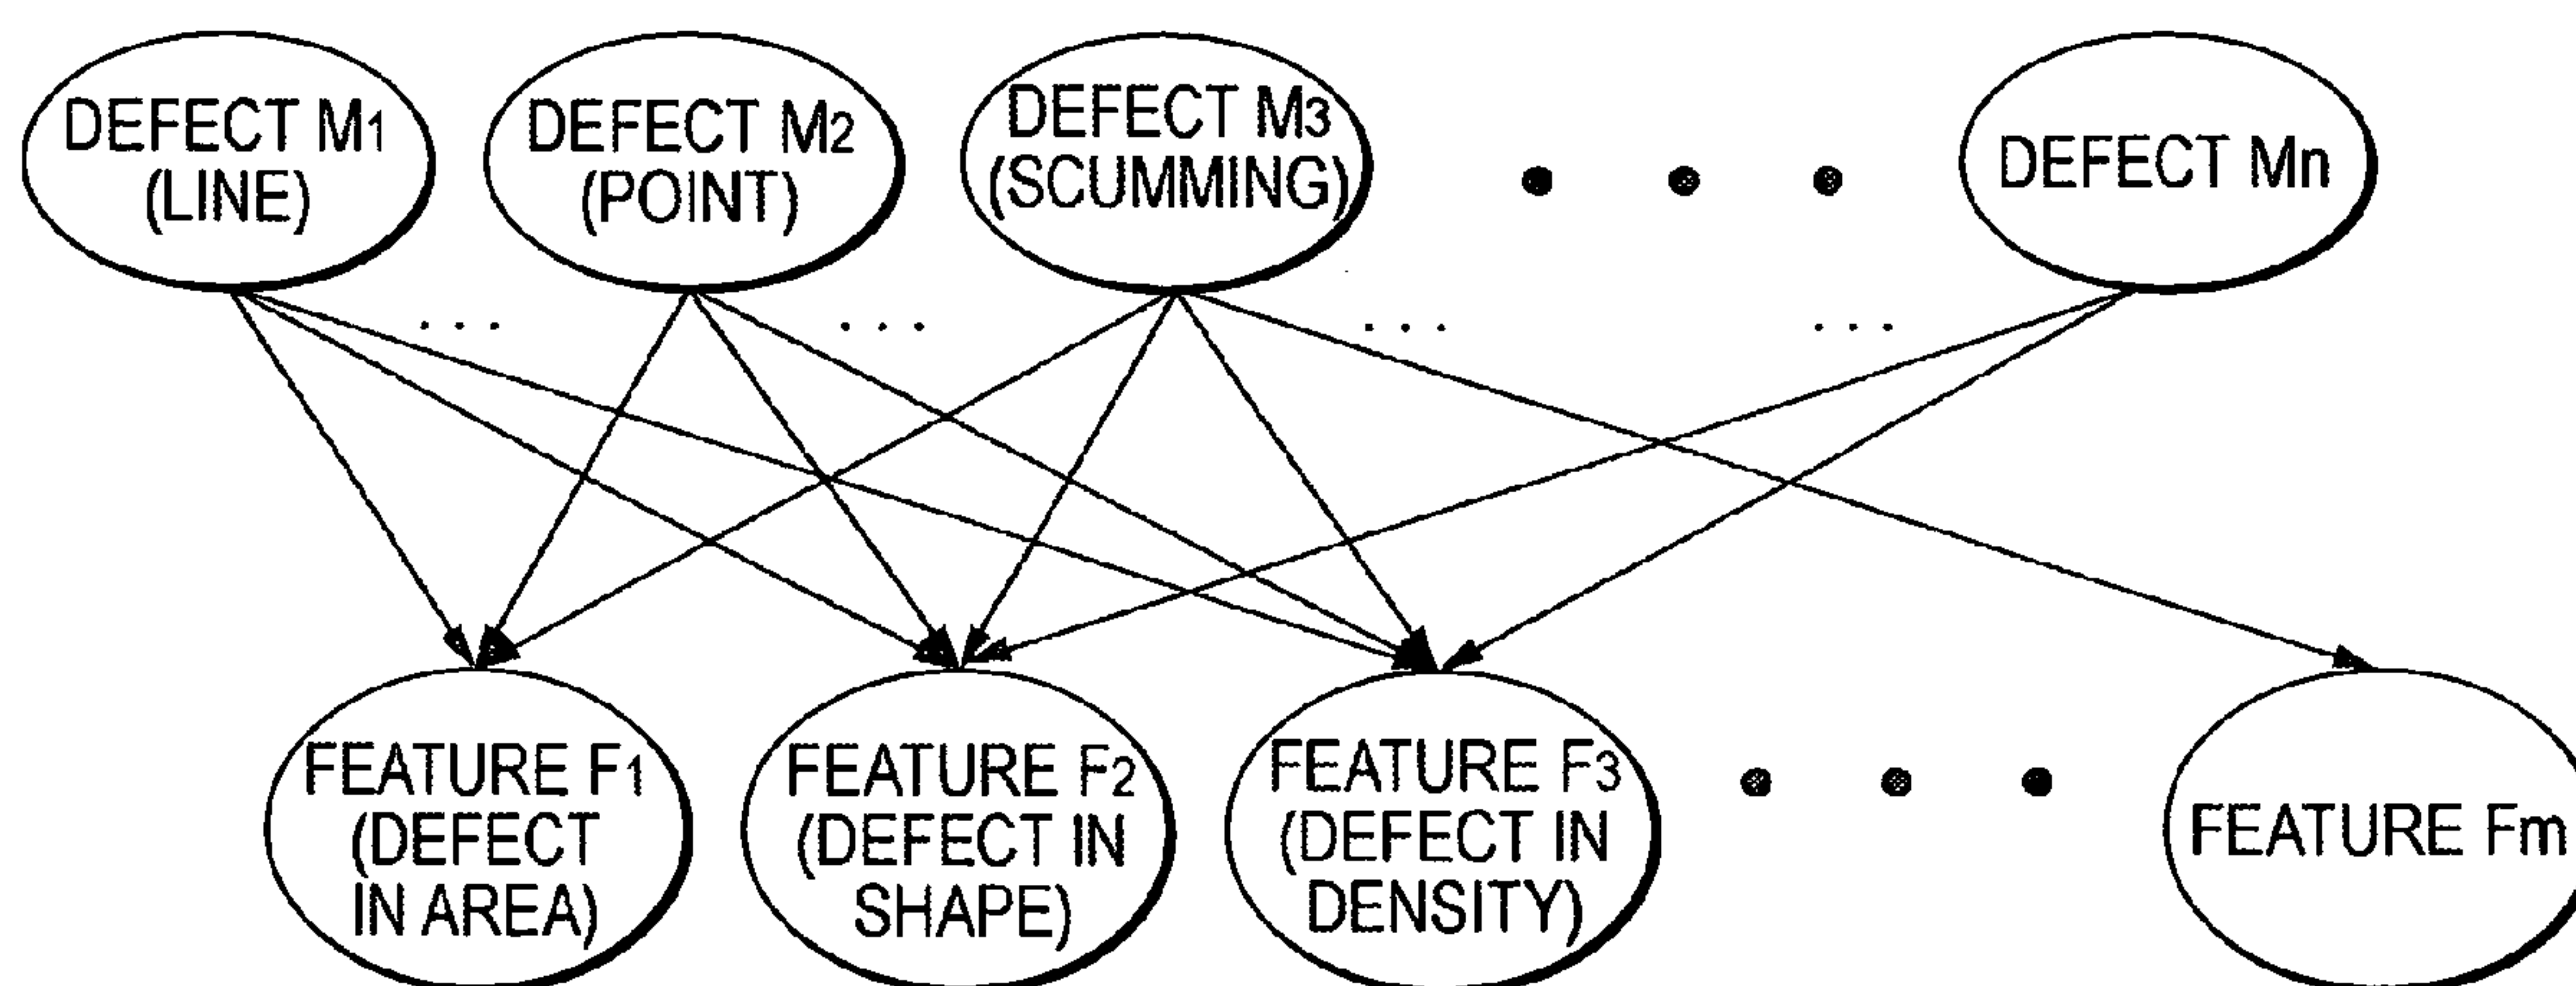 DEFECT M1
(LINE)
DEFECT M2
(POINT)
DEFECT M3
(SCUMMING)
DEFECT Mn
FEATURE F1
(DEFECT
IN AREA)
FEATURE F2
(DEFECT IN
SHAPE)
FEATURE F3
(DEFECT IN
DENSITY)
FEATURE Fm